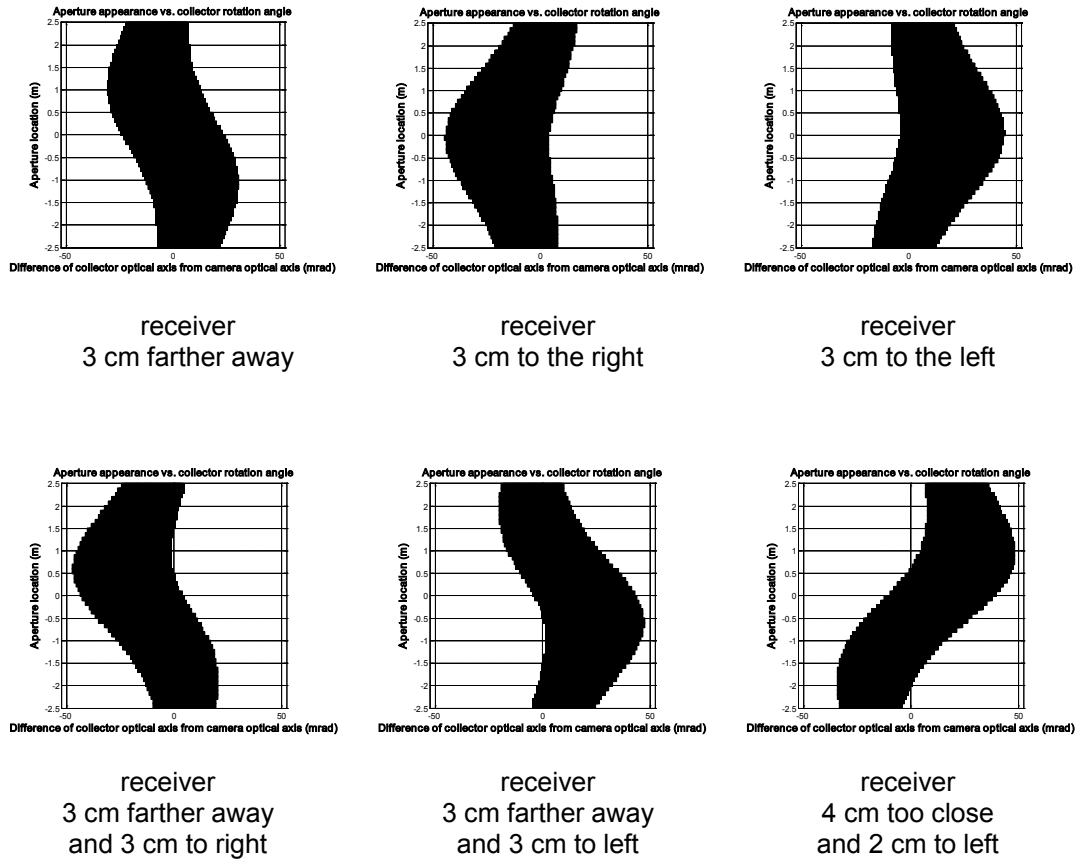 Aperture appearance vs. collector rotation angle
Aperture location (m)
2.5
2
1.5
1
0.5
0
-0.5
-1
-1.5
-2
-2.5
-50 0 50
Difference of collector optical axis from camera optical axis (mrad)
receiver
3 cm farther away
Aperture appearance vs. collector rotation angle
Aperture location (m)
2.5
2
1.5
1
0.5
0
-0.5
-1
-1.5
-2
-2.5
-50 0 50
Difference of collector optical axis from camera optical axis (mrad)
receiver
3 cm to the right
Aperture appearance vs. collector rotation angle
Aperture location (m)
2.5
2
1.5
1
0.5
0
-0.5
-1
-1.5
-2
-2.5
-50 0 50
Difference of collector optical axis from camera optical axis (mrad)
receiver
3 cm to the left
Aperture appearance vs. collector rotation angle
Aperture location (m)
2.5
2
1.5
1
0.5
0
-0.5
-1
-1.5
-2
-2.5
-50 0 50
Difference of collector optical axis from camera optical axis (mrad)
receiver
3 cm farther away
and 3 cm to right
Aperture appearance vs. collector rotation angle
Aperture location (m)
2.5
2
1.5
1
0.5
0
-0.5
-1
-1.5
-2
-2.5
-50 0 50
Difference of collector optical axis from camera optical axis (mrad)
receiver
3 cm farther away
and 3 cm to left
Aperture appearance vs. collector rotation angle
Aperture location (m)
2.5
2
1.5
1
0.5
0
-0.5
-1
-1.5
-2
-2.5
-50 0 50
Difference of collector optical axis from camera optical axis (mrad)
receiver
4 cm too close
and 2 cm to left